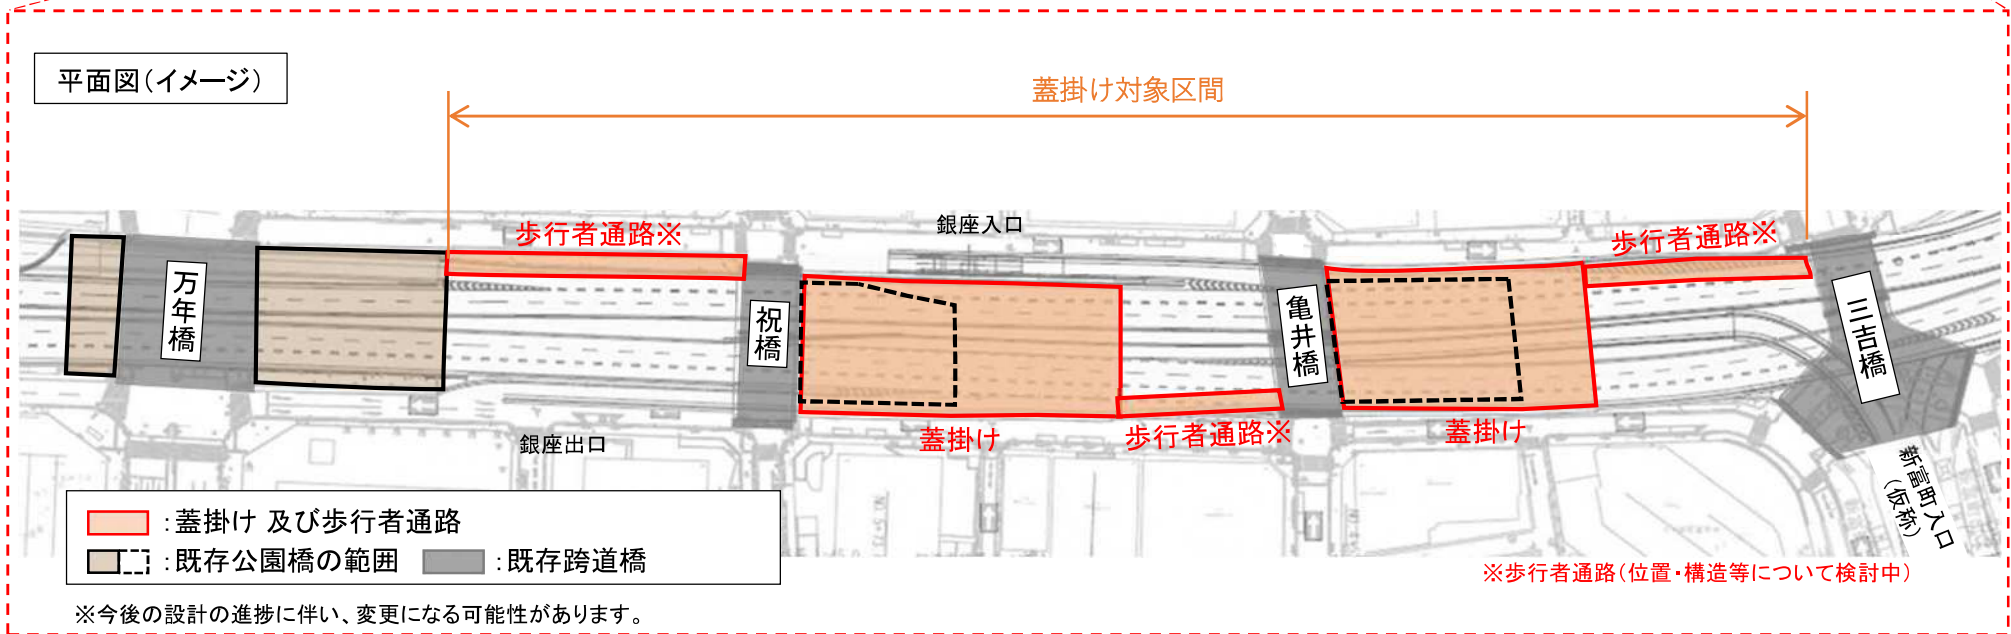 平面図(イメージ)
蓋掛け対象区間
歩行者通路※
銀座入口
歩行者通路※
万年橋
祝橋
亀井橋
三吉橋
銀座出口
蓋掛け
歩行者通路※
蓋掛け
新富町入口
(仮称)
:蓋掛け 及び歩行者通路
:既存公園橋の範囲 :既存跨道橋
※歩行者通路(位置・構造等について検討中)
※今後の設計の進捗に伴い、変更になる可能性があります。